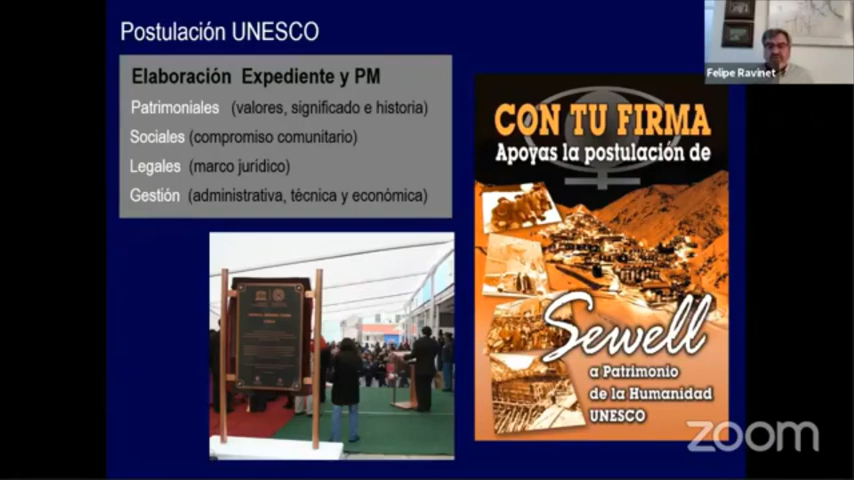 Postulación UNESCO
Elaboración Expediente y PM
Patrimoniales (valores, significado e historia)
Sociales (compromiso comunitario)
Legales (marco jurídico)
Gestión (administrativa, técnica y económica)
Felipe Ravinet
CON TU FIRMA
Apoyas la postulación de
Sewell
a Patrimonio
de la Humanidad
UNESCO
zoom